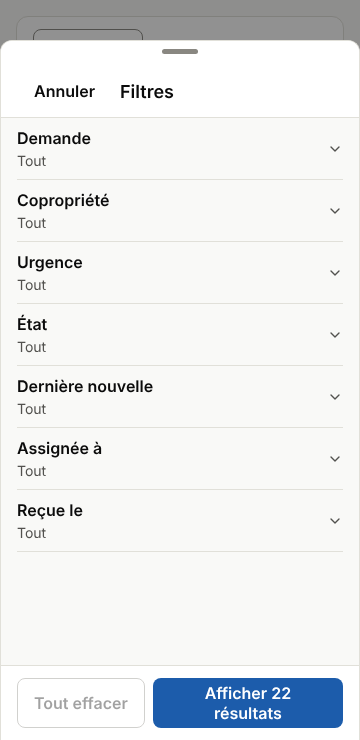 Annuler Filtres
Demande
Tout
Copropriété
Tout
Urgence
Tout
État
Tout
Dernière nouvelle
Tout
Assignée à
Tout
Reçue le
Tout
Tout effacer
Afficher 22
résultats